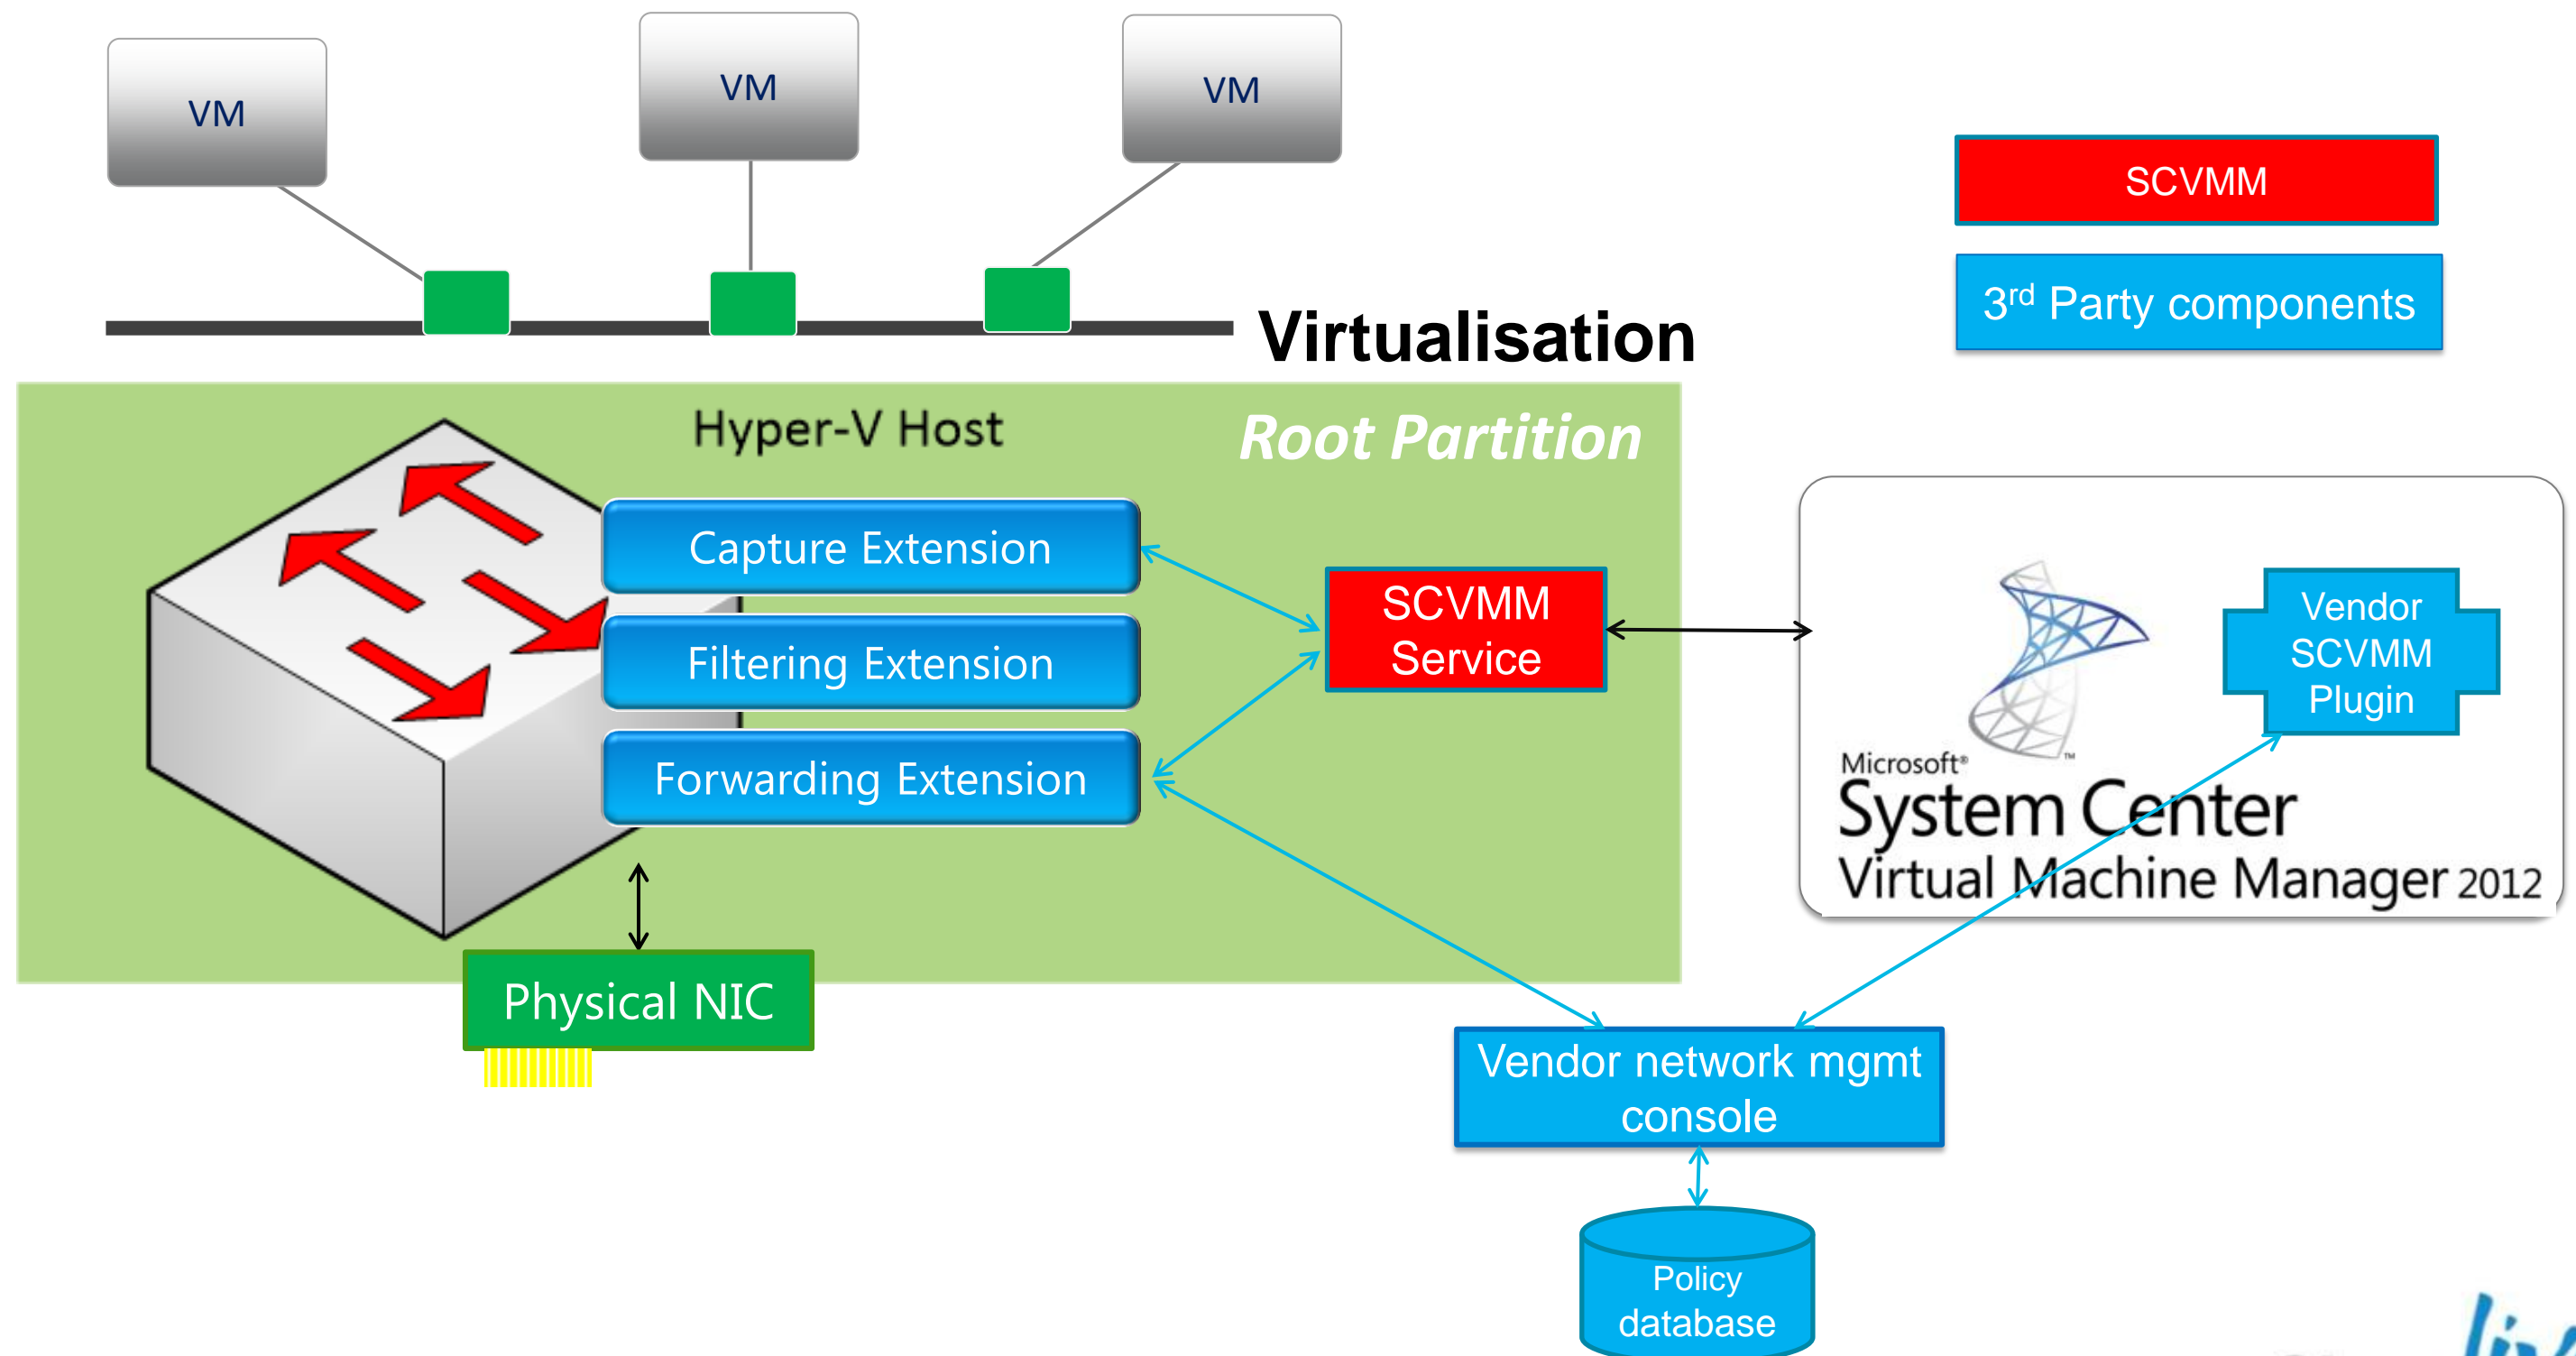 VM
VM
VM
SCVMM
3rd Party components
Virtualisation
Hyper-V Host
Root Partition
Capture Extension
Filtering Extension
Forwarding Extension
SCVMM
Service
Vendor
SCVMM
Plugin
Microsoft®
System Center
Virtual Machine Manager 2012
Physical NIC
Vendor network mgmt
console
Policy
database